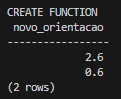 CREATE FUNCTION
novo_orientacao
-----------------
2.6
0.6
(2 rows)